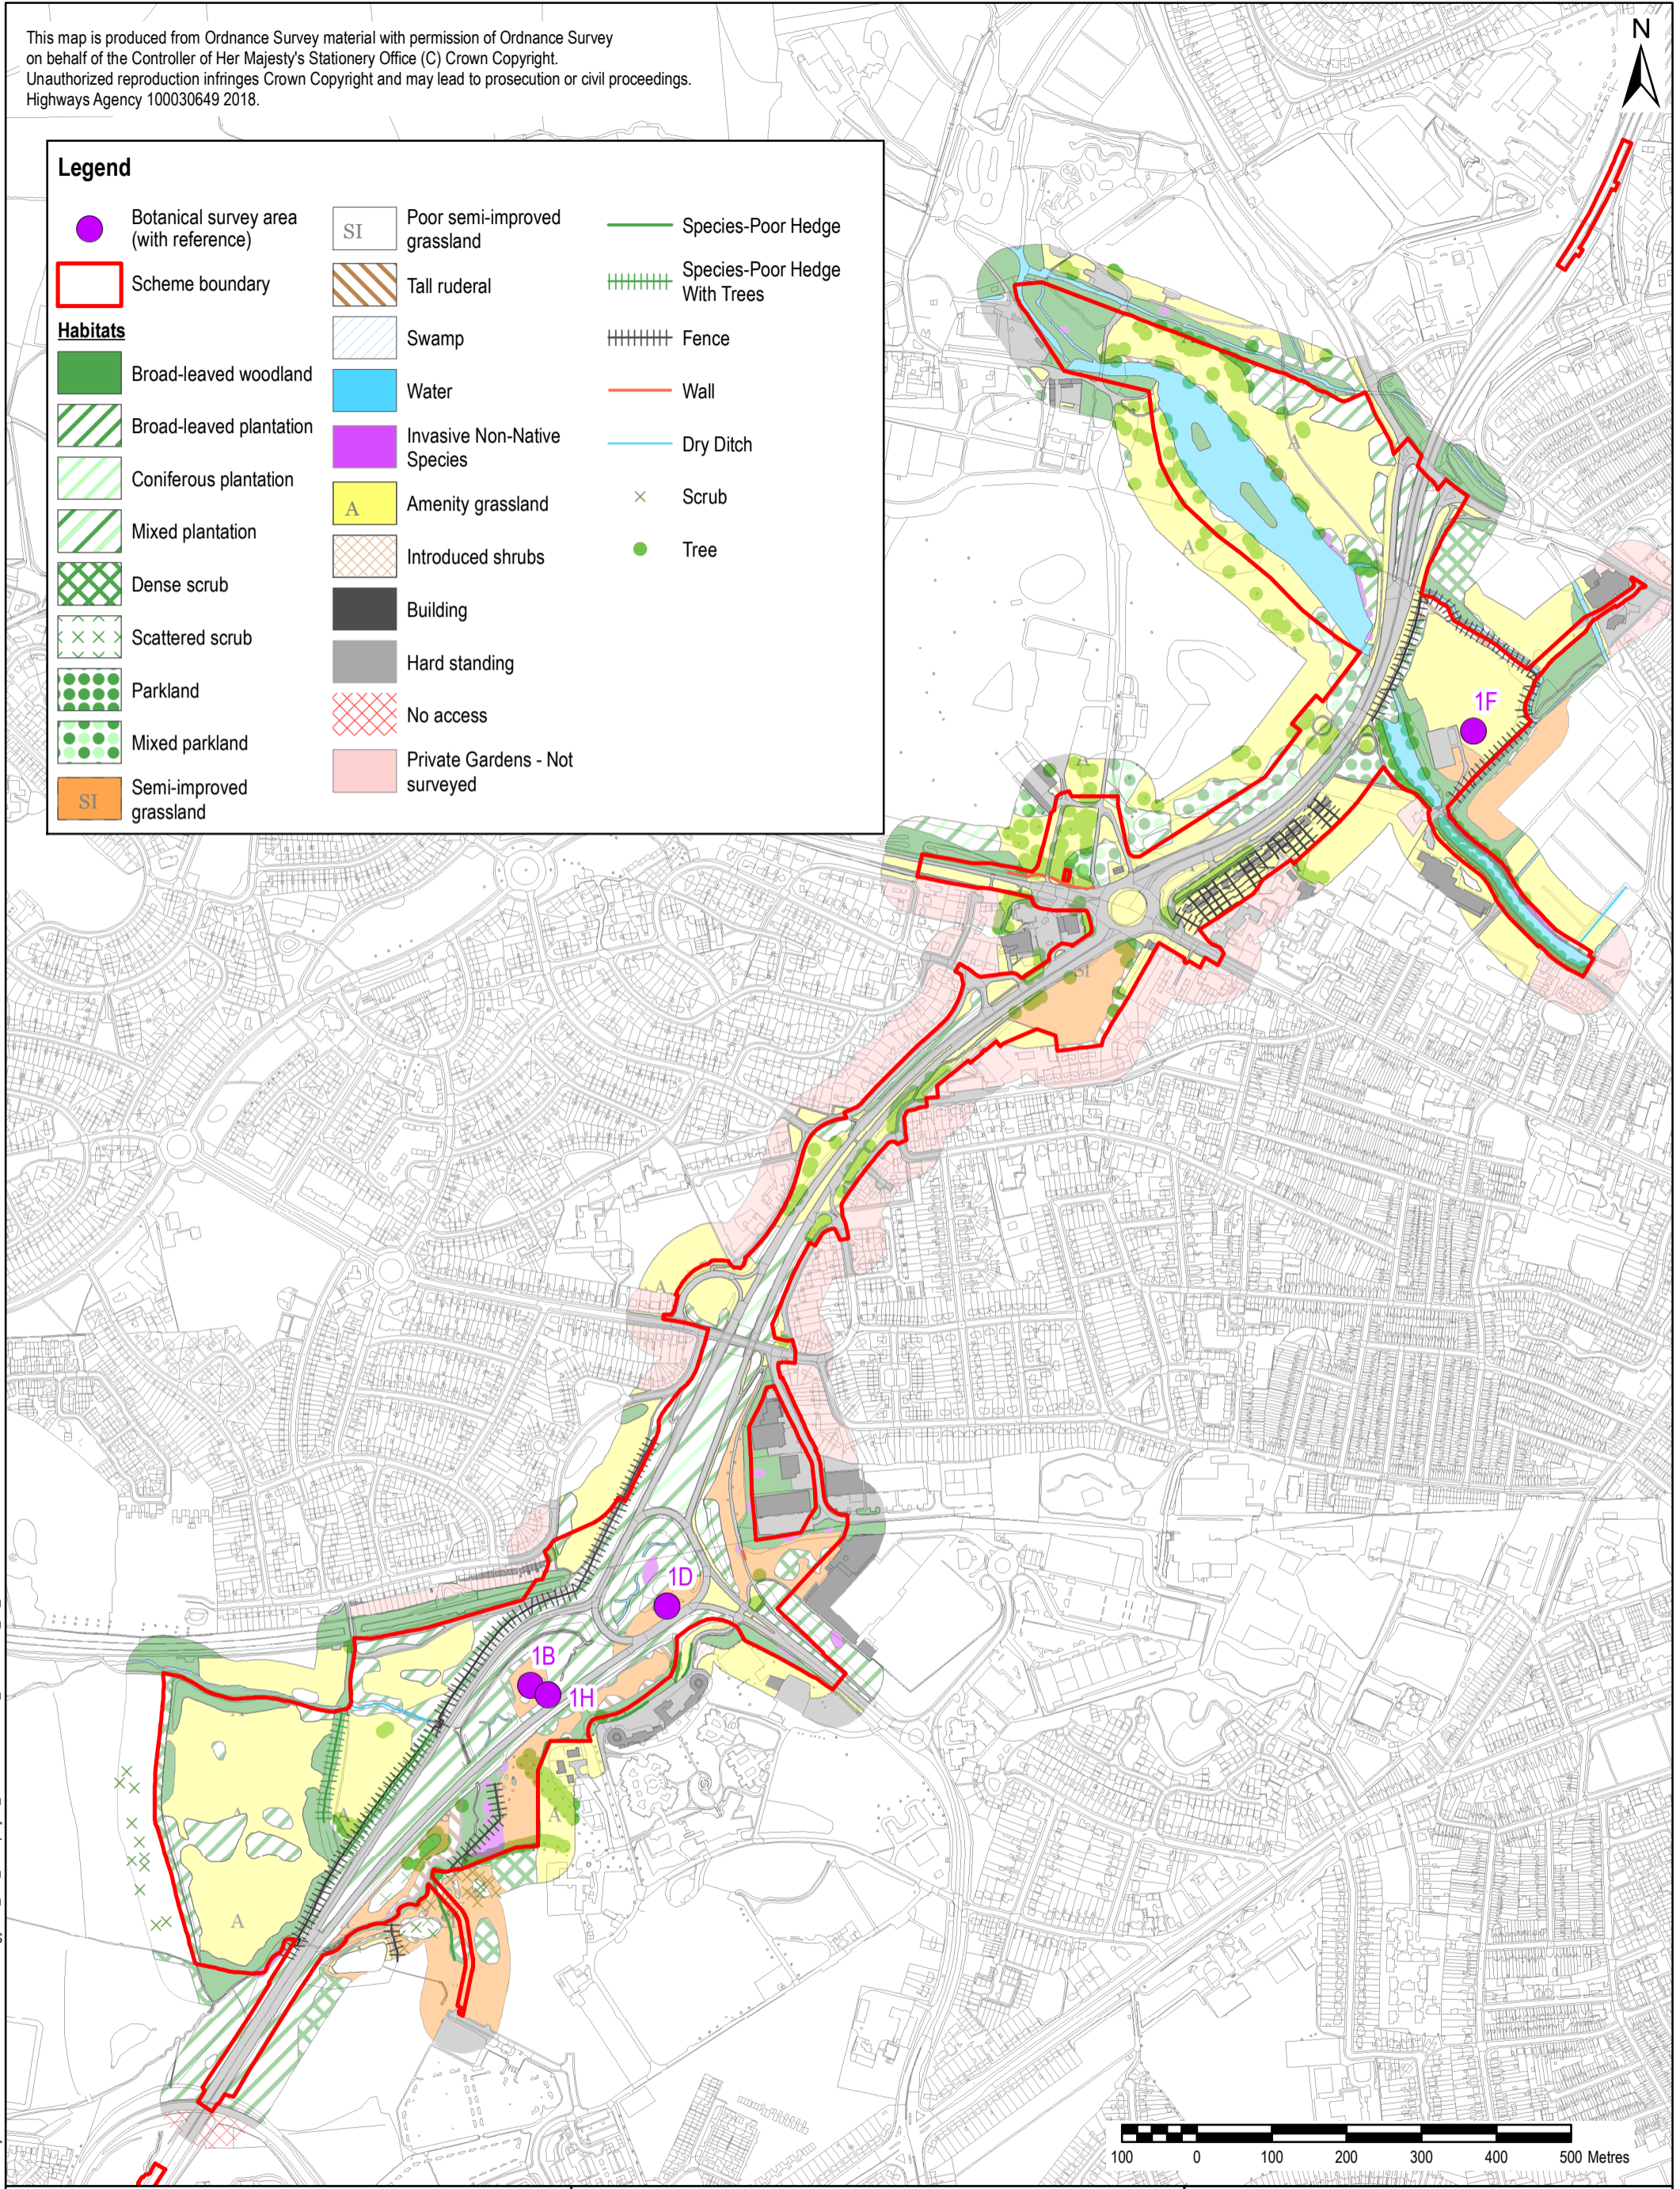 This map is produced from Ordnance Survey material with permission of Ordnance Survey
on behalf of the Controller of Her Majesty's Stationery Office (C) Crown Copyright.
Unauthorized reproduction infringes Crown Copyright and may lead to prosecution or civil proceedings.
Highways Agency 100030649 2018.
N
Legend
Botanical survey area
(with reference)
Scheme boundary
Habitats
Broad-leaved woodland
Broad-leaved plantation
Coniferous plantation
Mixed plantation
Dense scrub
Scattered scrub
Parkland
Mixed parkland
SI
Semi-improved
grassland
SI
Poor semi-improved
grassland
Tall ruderal
Swamp
Water
Invasive Non-Native
Species
A
Amenity grassland
Introduced shrubs
Building
Hard standing
No access
Private Gardens - Not
surveyed
Species-Poor Hedge
Species-Poor Hedge
With Trees
Fence
Wall
Dry Ditch
Scrub
Tree
A
A
A
1F
A
SI
A
1D
1B
1H
A
A
A
A
A
100 0 100 200 300 400 500 Metres